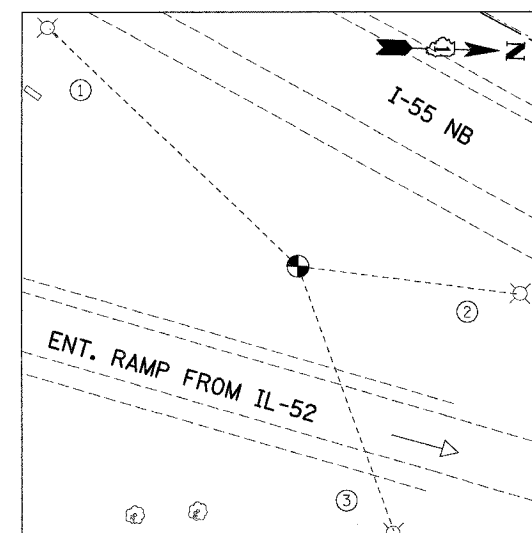 N
I-55 NB
①
②
ENT. RAMP FROM IL-52
③